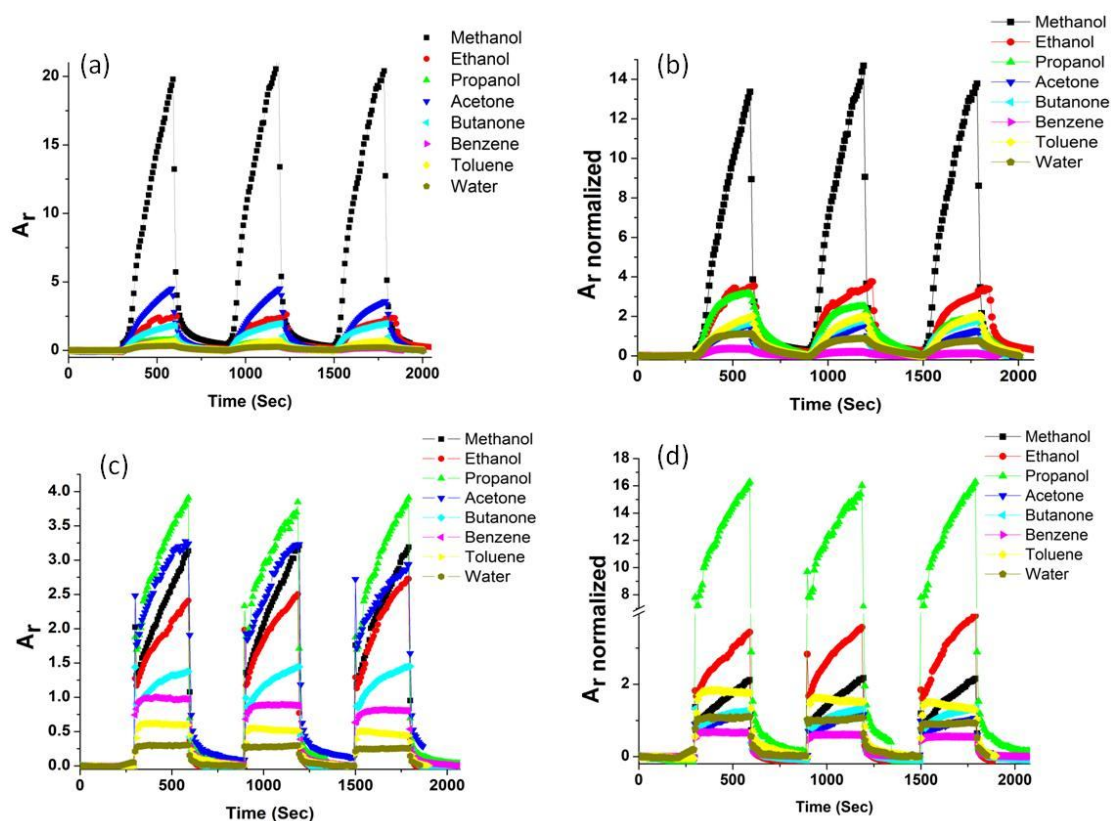 (a)
Methanol
Ethanol
Propanol
Acetone
Butanone
Benzene
Toluene
Water
20
15
10
5
0
Ar
0 500 1000 1500 2000
Time (Sec)
(b)
Methanol
Ethanol
Propanol
Acetone
Butanone
Benzene
Toluene
Water
14
12
10
8
6
4
2
0
Ar normalized
0 500 1000 1500 2000
Time (Sec)
(c)
Methanol
Ethanol
Propanol
Acetone
Butanone
Benzene
Toluene
Water
4.0
3.5
3.0
2.5
2.0
1.5
1.0
0.5
0.0
Ar
0 500 1000 1500 2000
Time (Sec)
(d)
Methanol
Ethanol
Propanol
Acetone
Butanone
Benzene
Toluene
Water
18
16
14
12
10
8
2
0
Ar normalized
0 500 1000 1500 2000
Time (Sec)